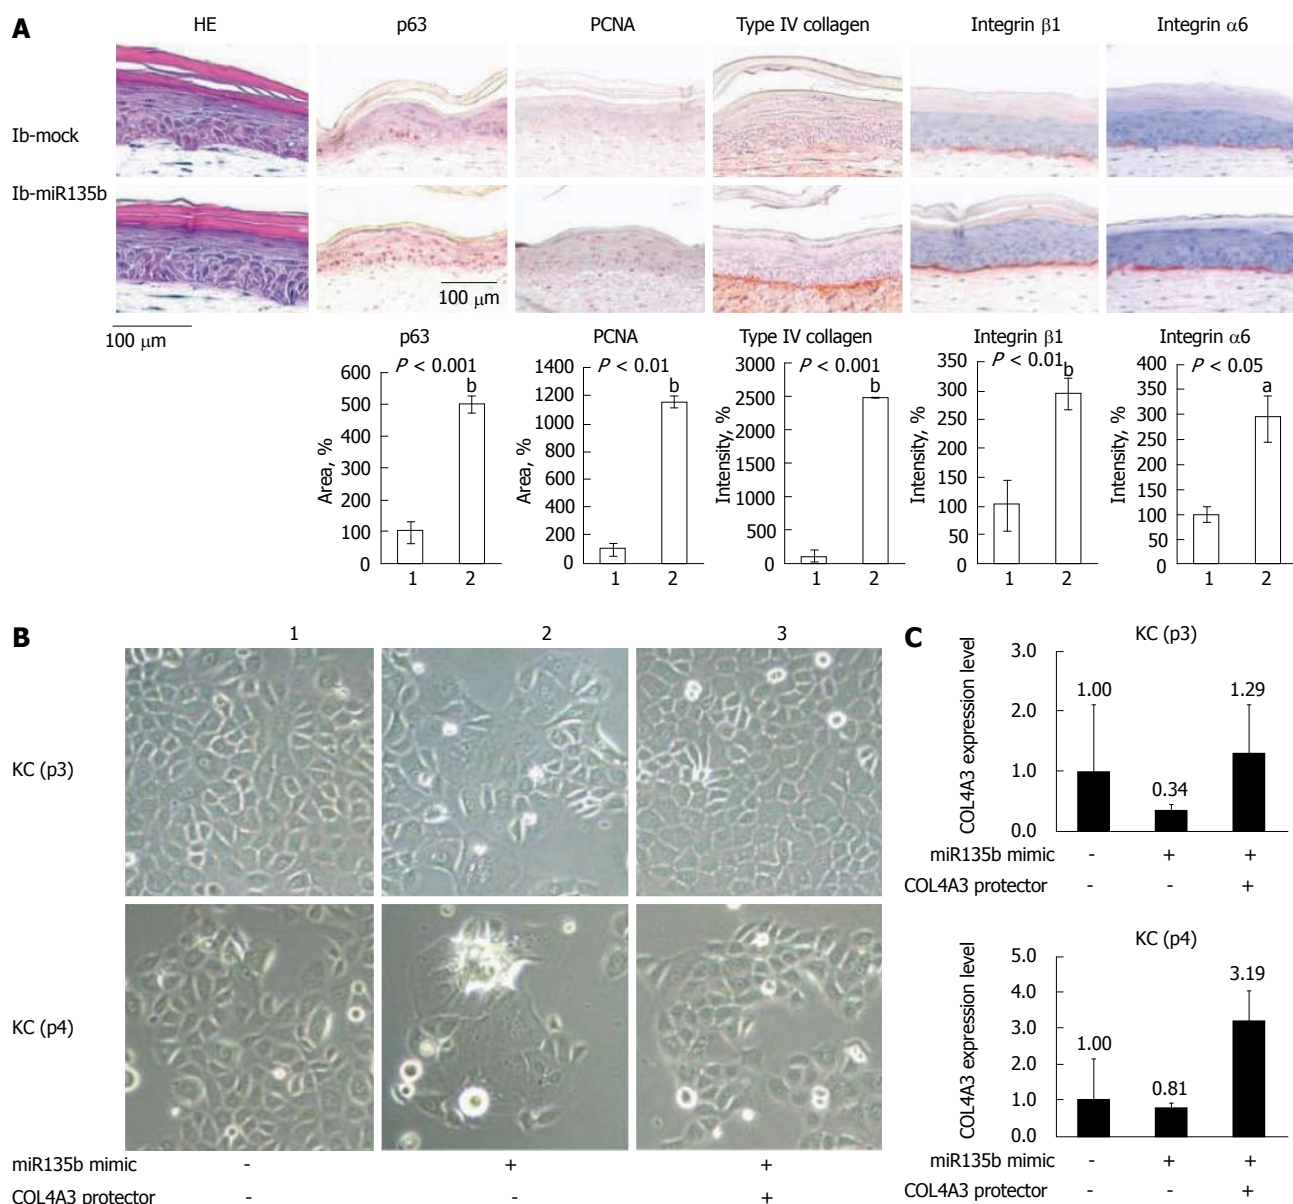 A
HE p63 PCNA Type IV collagen Integrin β1 Integrin α6
Ib-mock
Ib-miR135b
100 μm
100 μm
p63
P < 0.001
Area, %
600
500
400
300
200
100
0
b
1 2
PCNA
P < 0.01
Area, %
1400
1200
1000
800
600
400
200
0
b
1 2
Type IV collagen
P < 0.001
Intensity, %
3000
2500
2000
1500
1000
500
0
b
1 2
Integrin β1
P < 0.01
Intensity, %
350
300
250
200
150
100
50
0
b
1 2
Integrin α6
P < 0.05
Intensity, %
400
350
300
250
200
150
100
50
0
a
1 2
B
1 2 3
KC (p3)
KC (p4)
miR135b mimic - + +
COL4A3 protector - - +
C
KC (p3)
COL4A3 expression level
3.0
2.0
1.0
0.0
1.00 0.34 1.29
miR135b mimic - + +
COL4A3 protector - - +
KC (p4)
COL4A3 expression level
5.0
4.0
3.0
2.0
1.0
0.0
1.00 0.81 3.19
miR135b mimic - + +
COL4A3 protector - - +